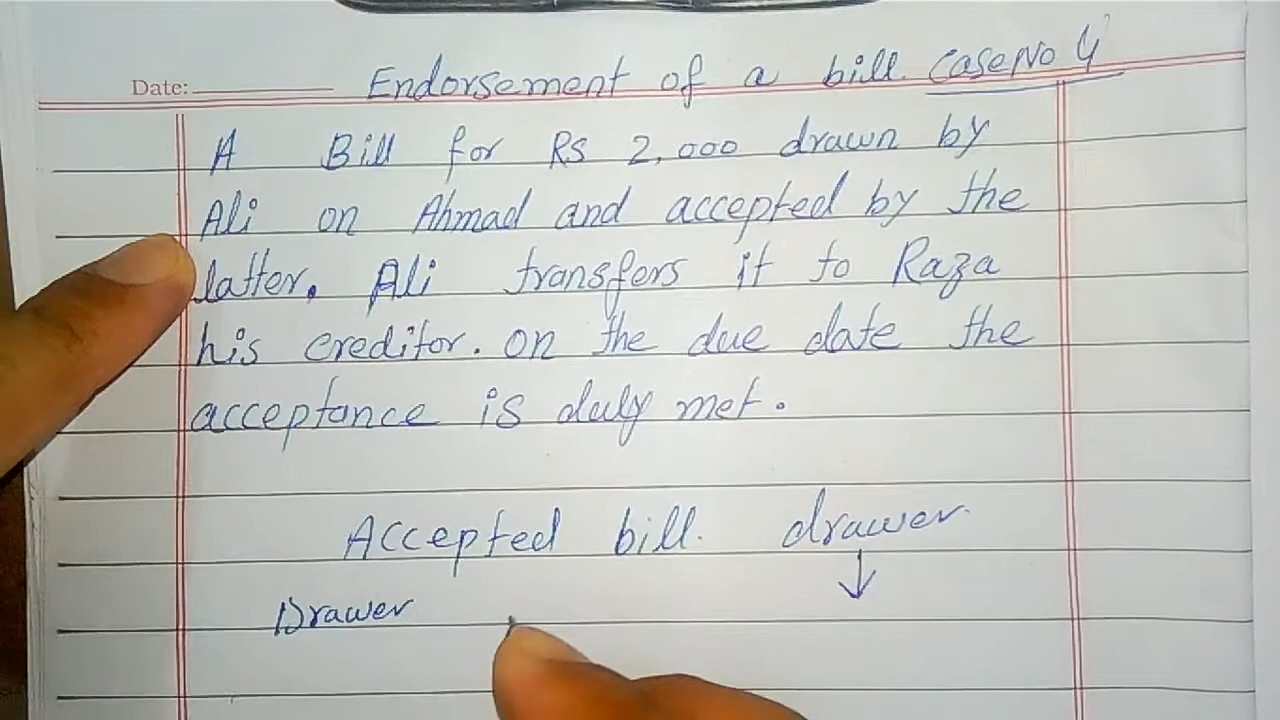 Date: Endorsement of a bill. case No 4
A Bill for Rs 2,000 drawn by
Ali on Ahmad and accepted by the
latter. Ali transfers it to Raza
his creditor. on the due date the
acceptance is duly met.
Accepted bill. drawer.
↓
Drawer